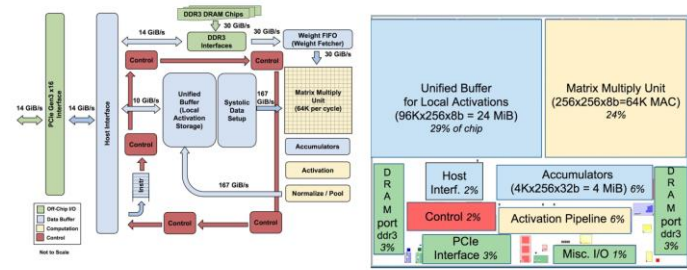 DDR3 DRAM Chips
30 GiB/s
14 GiB/s
DDR3
Interfaces
30 GiB/s
Weight FIFO
(Weight Fetcher)
30 GiB/s
Control
Control
14 GiB/s
PCIe Gen3 x16
Interface
14 GiB/s
Host Interface
10 GiB/s
Unified
Buffer
(Local
Activation
Storage)
Systolic
Data
Setup
167
GiB/s
Matrix Multiply
Unit
(64K per cycle)
Control
Accumulators
Activation
Normalize / Pool
167 GiB/s
Instr
Control
Control
Off-Chip I/O
Data Buffer
Computation
Control
Not to Scale
Unified Buffer
for Local Activations
(96Kx256x8b = 24 MiB)
29% of chip
Matrix Multiply Unit
(256x256x8b=64K MAC)
24%
D
R
A
M
port
ddr3
3%
Host
Interf. 2%
Accumulators
(4Kx256x32b = 4 MiB) 6%
Control 2%
Activation Pipeline 6%
PCIe
Interface 3%
Misc. I/O 1%
D
R
A
M
port
ddr3
3%